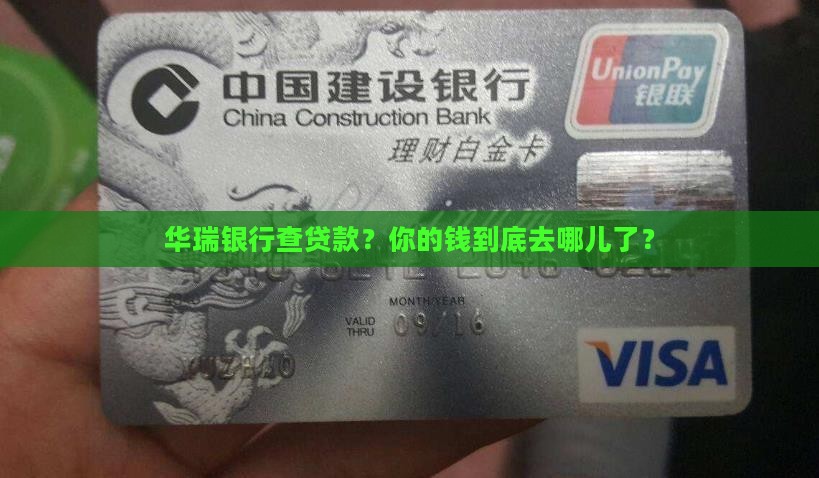 中国建设银行
China Construction Bank
UnionPay
银联
理财白金卡
华瑞银行查贷款？你的钱到底去哪儿了？
MONTH/YEAR
VALID
THRU
09/16
VISA